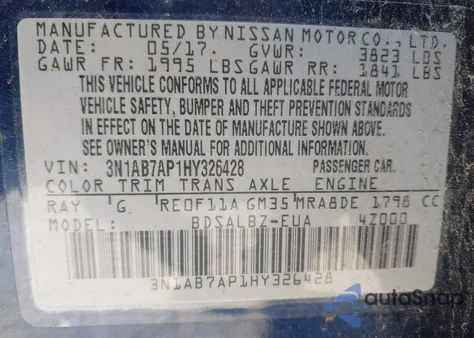 MANUFACTURED BY NISSAN MOTOR CO., LTD.
DATE: 05/17. GVWR: 3823 LBS
GAWR FR: 1995 LBS GAWR RR: 1841 LBS
THIS VEHICLE CONFORMS TO ALL APPLICABLE FEDERAL MOTOR
VEHICLE SAFETY, BUMPER AND THEFT PREVENTION STANDARDS
IN EFFECT ON THE DATE OF MANUFACTURE SHOWN ABOVE.
SEE OWNER'S MANUAL FOR ADDITIONAL INFORMATION.
VIN: 3N1AB7AP1HY326428 PASSENGER CAR.
COLOR TRIM TRANS AXLE ENGINE
RAY G RE0F11A GM35 MRA8DE 1798 CC
BDSALBZ-EUA 4Z000
3N1AB7AP1HY326428
autoSnap